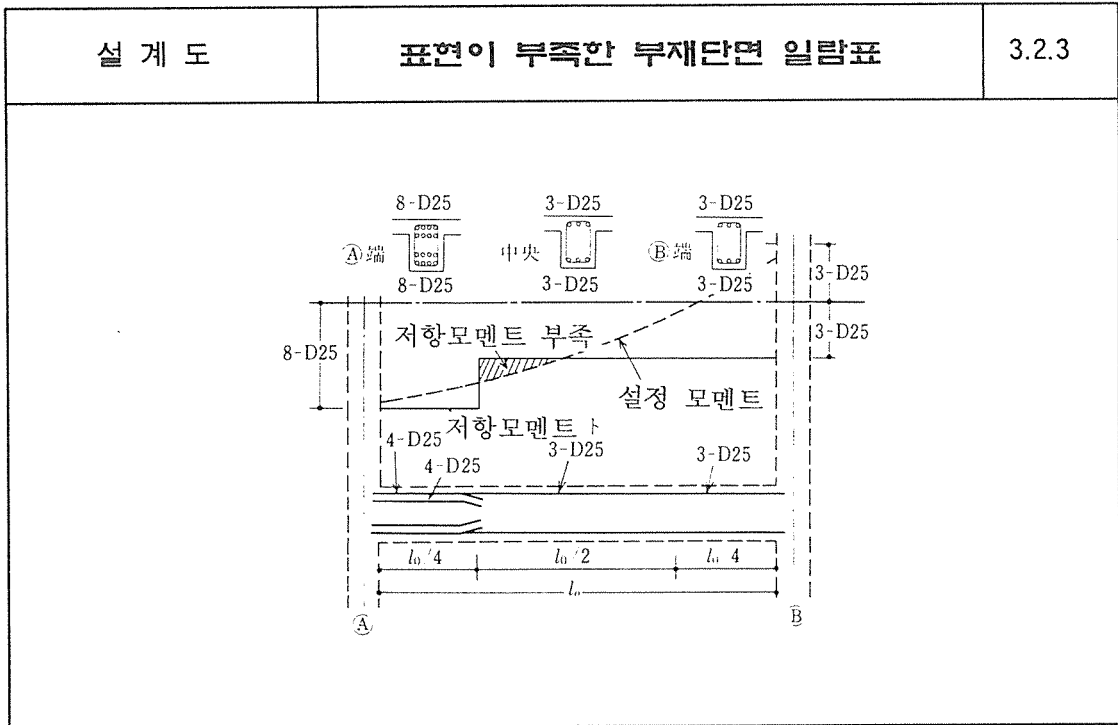 설 계 도
표현이 부족한 부재단면 일람표
3.2.3
8-D25 3-D25 3-D25
Ⓐ端 中央 Ⓑ端
8-D25 3-D25 3-D25
3-D25
3-D25
8-D25
저항모멘트 부족
설정 모멘트
저항모멘트
4-D25 3-D25 3-D25
4-D25
l₀/4 l₀/2 l₀ 4
l₀
Ⓐ Ⓑ